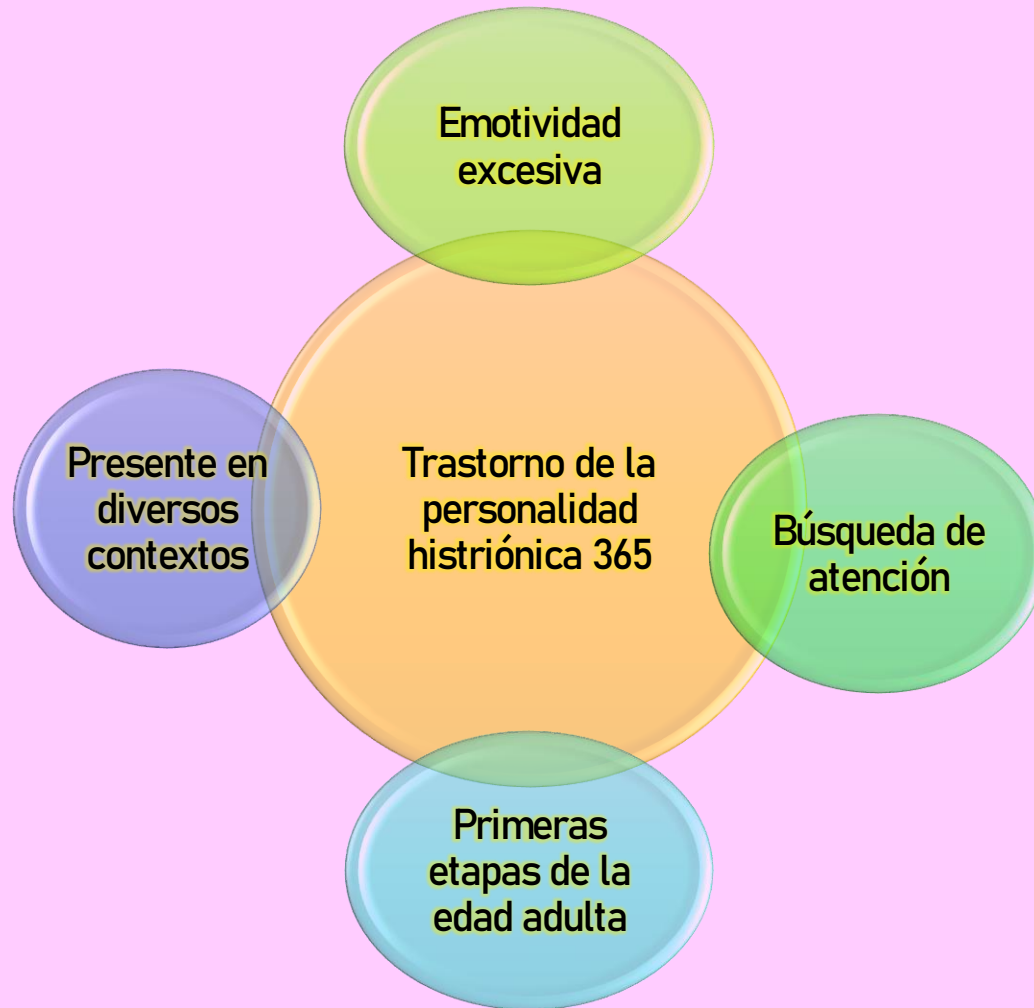 Emotividad
excesiva
Presente en
diversos
contextos
Trastorno de la
personalidad
histriónica 365
Búsqueda de
atención
Primeras
etapas de la
edad adulta